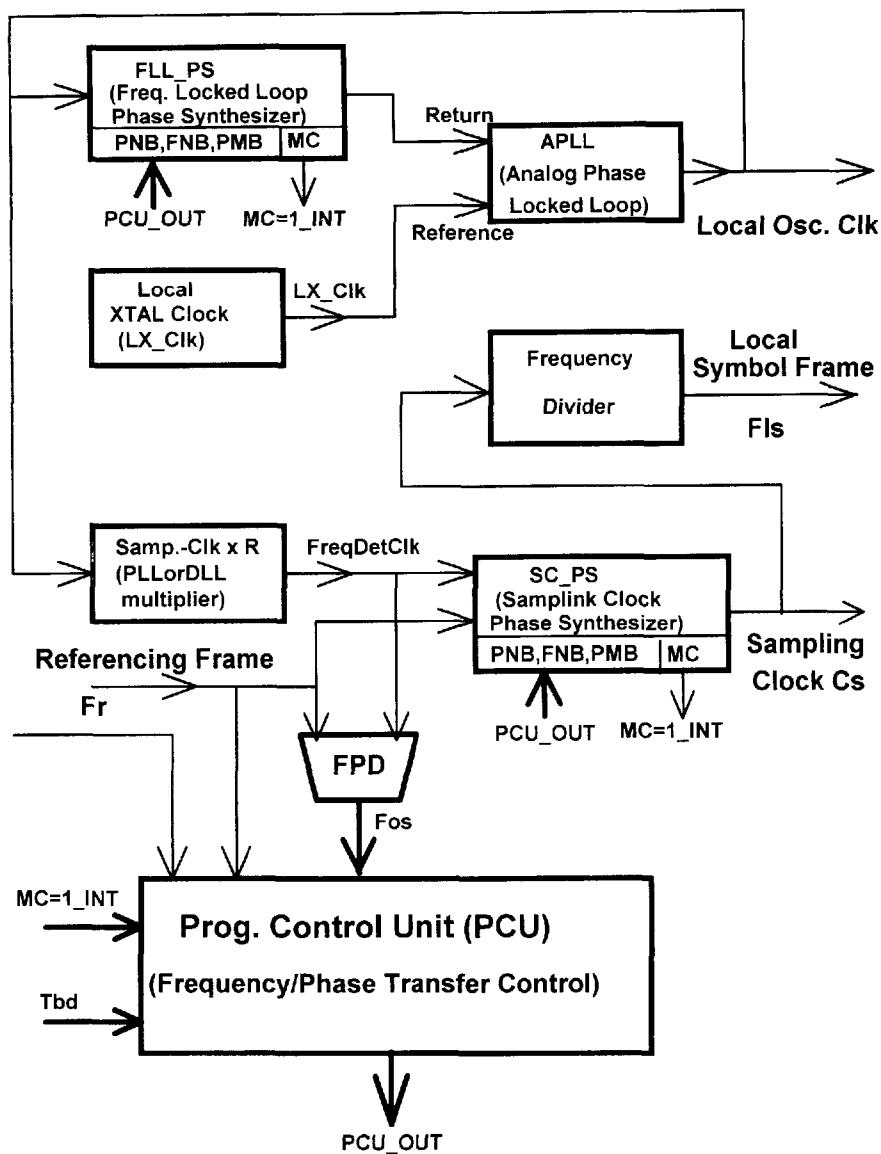 FLL_PS
(Freq. Locked Loop
Phase Synthesizer)
PNB,FNB,PMB
MC
PCU_OUT
MC=1_INT
Return
Reference
APLL
(Analog Phase
Locked Loop)
Local Osc. Clk
Local
XTAL Clock
(LX_Clk)
LX_Clk
Frequency
Divider
Local
Symbol Frame
Fls
Samp.-Clk x R
(PLLorDLL
multiplier)
FreqDetClk
SC_PS
(Samplink Clock
Phase Synthesizer)
PNB,FNB,PMB
MC
PCU_OUT
MC=1_INT
Sampling
Clock Cs
Referencing Frame
Fr
FPD
Fos
MC=1_INT
Tbd
Prog. Control Unit (PCU)
(Frequency/Phase Transfer Control)
PCU_OUT